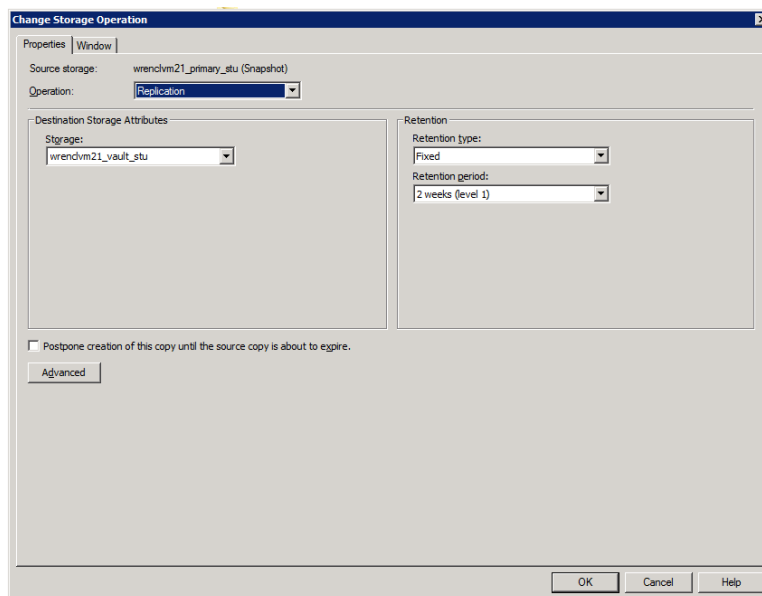 Change Storage Operation
Properties Window
Source storage: wrenclvm21_primary_stu (Snapshot)
Operation: Replication
Destination Storage Attributes
Storage:
wrenclvm21_vault_stu
Retention
Retention type:
Fixed
Retention period:
2 weeks (level 1)
Postpone creation of this copy until the source copy is about to expire.
Advanced
OK Cancel Help